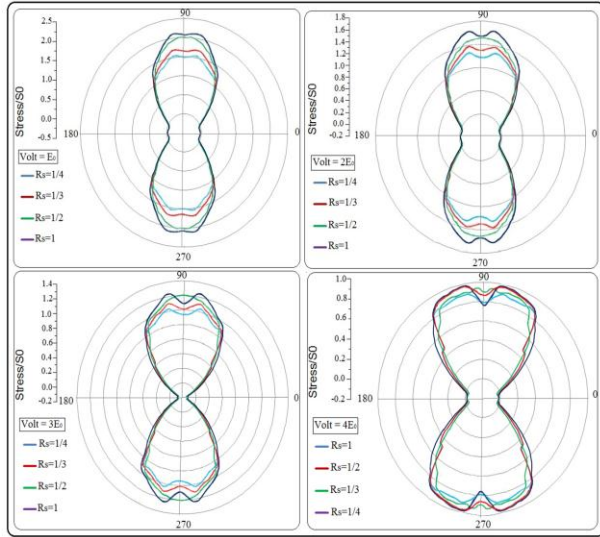 90
2.5
2.0
1.5
1.0
0.5
0.0
-0.5
Stress/S0
180
0
Volt = E₀
Rs=1/4
Rs=1/3
Rs=1/2
Rs=1
270
90
1.8
1.6
1.4
1.2
1.0
0.8
0.6
0.4
0.2
0.0
-0.2
Stress/S0
180
0
Volt = 2E₀
Rs=1/4
Rs=1/3
Rs=1/2
Rs=1
270
90
1.4
1.2
1.0
0.8
0.6
0.4
0.2
0.0
-0.2
Stress/S0
180
0
Volt = 3E₀
Rs=1/4
Rs=1/3
Rs=1/2
Rs=1
270
90
1.0
0.8
0.6
0.4
0.2
0.0
-0.2
Stress/S0
180
0
Volt = 4E₀
Rs=1
Rs=1/2
Rs=1/3
Rs=1/4
270